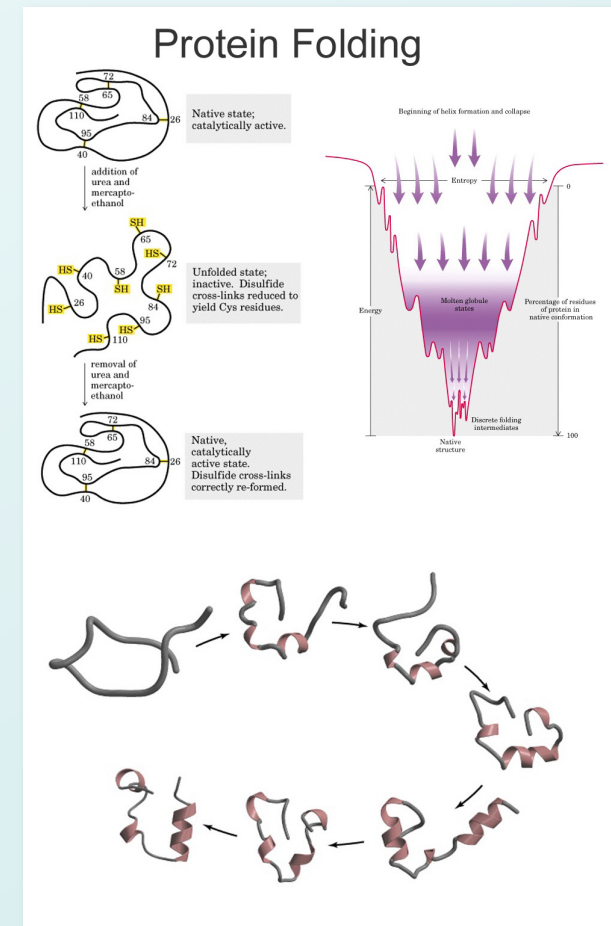 Protein Folding
72
58
65
110
84
26
95
40
Native state;
catalytically active.
addition of
urea and
mercapto-
ethanol
SH
65
HS
72
HS
40
58
SH
SH
84
26
HS
95
HS
HS
110
Unfolded state;
inactive. Disulfide
cross-links reduced to
yield Cys residues.
removal of
urea and
mercapto-
ethanol
72
58
65
110
84
26
95
40
Native,
catalytically
active state.
Disulfide cross-links
correctly re-formed.
Beginning of helix formation and collapse
Entropy
0
Energy
Molten globule
states
Percentage of residues
of protein in
native conformation
Discrete folding
intermediates
100
Native
structure